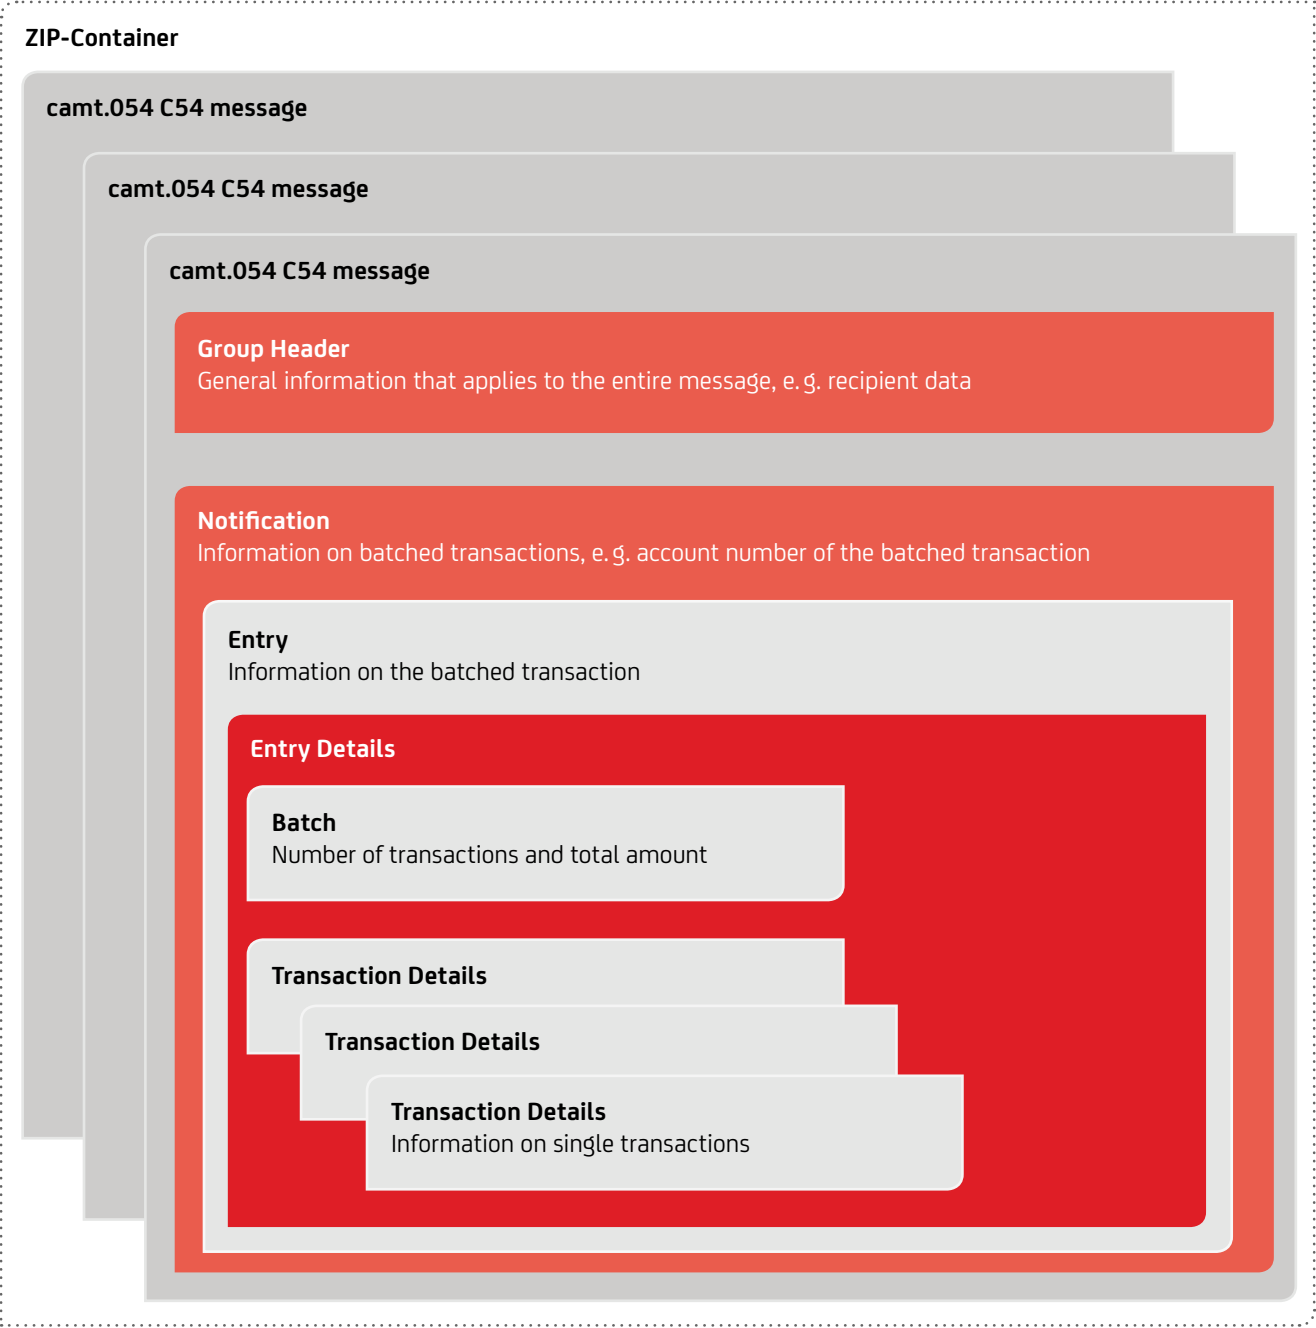 ZIP-Container
camt.054 C54 message
camt.054 C54 message
camt.054 C54 message
Group Header
General information that applies to the entire message, e. g. recipient data
Notification
Information on batched transactions, e. g. account number of the batched transaction
Entry
Information on the batched transaction
Entry Details
Batch
Number of transactions and total amount
Transaction Details
Transaction Details
Transaction Details
Information on single transactions